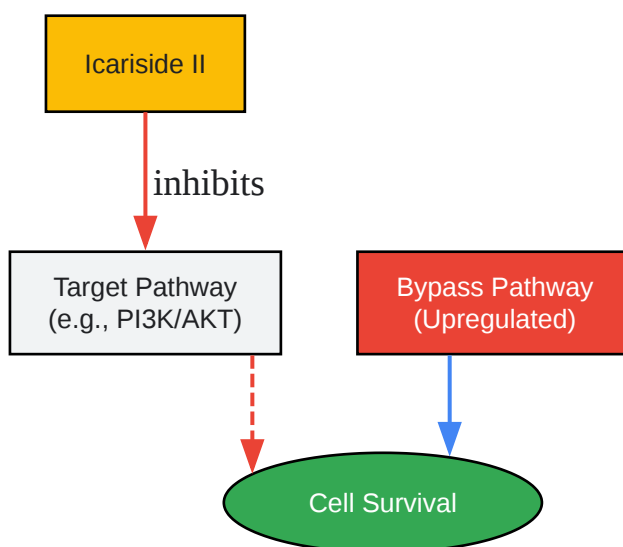 Icariside II
inhibits
Target Pathway
(e.g., PI3K/AKT)
Bypass Pathway
(Upregulated)
Cell Survival